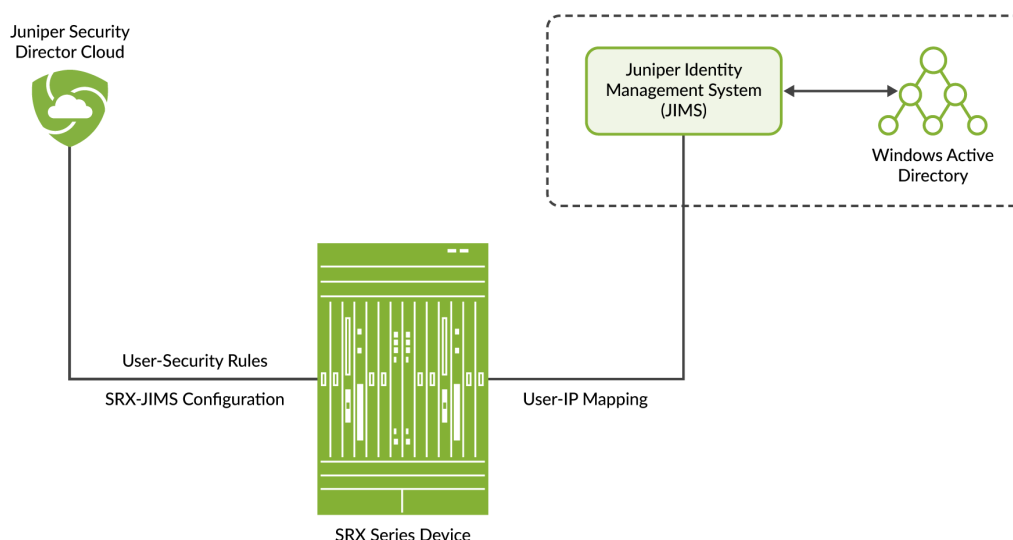 Juniper Security
Director Cloud
Juniper Identity
Management System
(JIMS)
Windows Active
Directory
User-Security Rules
SRX-JIMS Configuration
User-IP Mapping
SRX Series Device